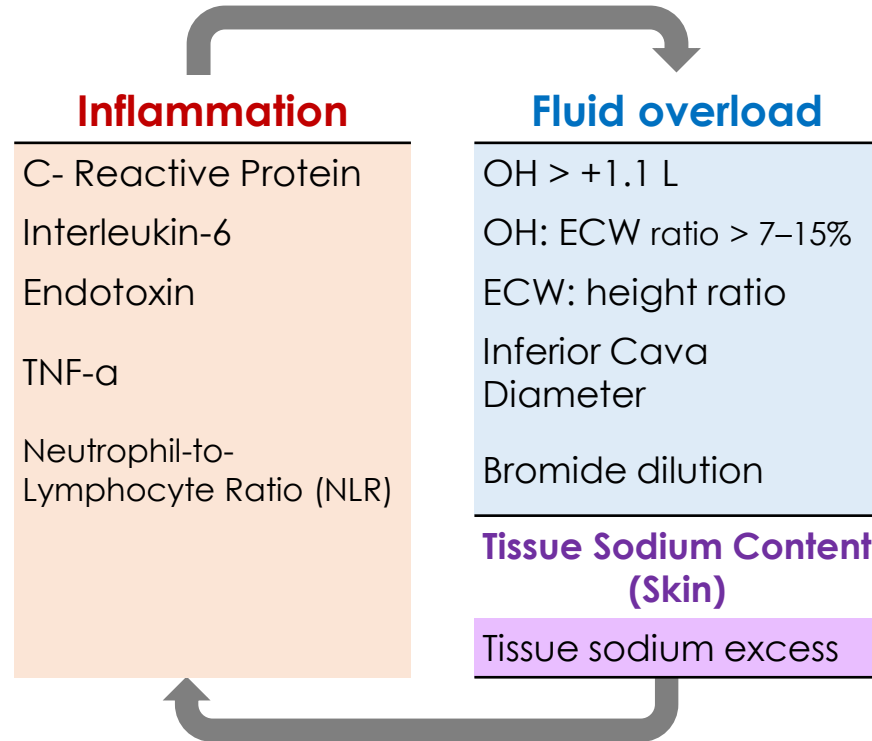 Inflammation
C- Reactive Protein
Interleukin-6
Endotoxin
TNF-α
Neutrophil-to-
Lymphocyte Ratio (NLR)
Fluid overload
OH > +1.1 L
OH: ECW ratio > 7–15%
ECW: height ratio
Inferior Cava
Diameter
Bromide dilution
Tissue Sodium Content
(Skin)
Tissue sodium excess